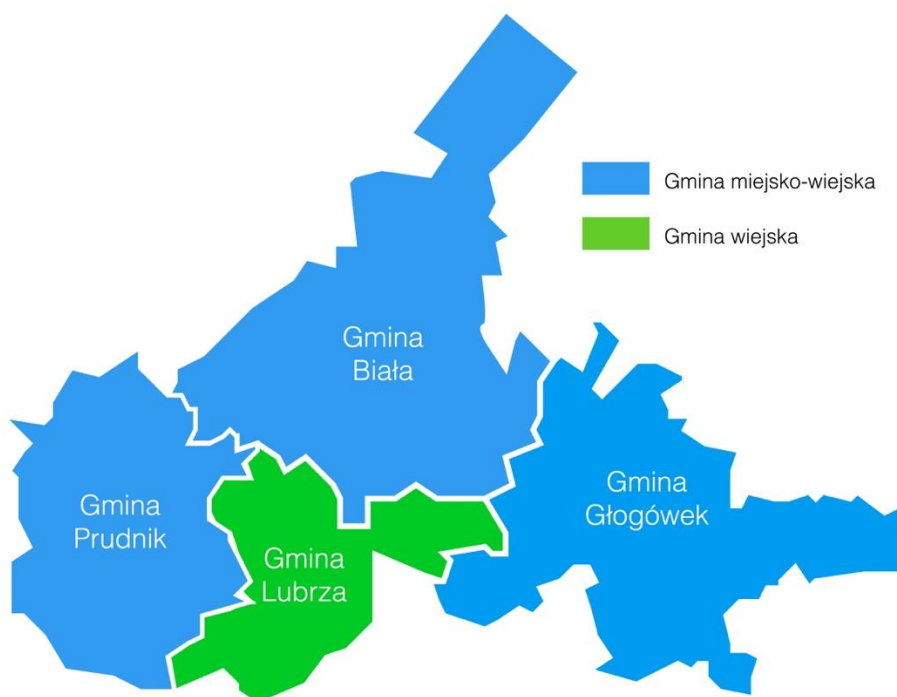 Gmina miejsko-wiejska
Gmina wiejska
Gmina
Biała
Gmina
Prudnik
Gmina
Lubrza
Gmina
Głogówek